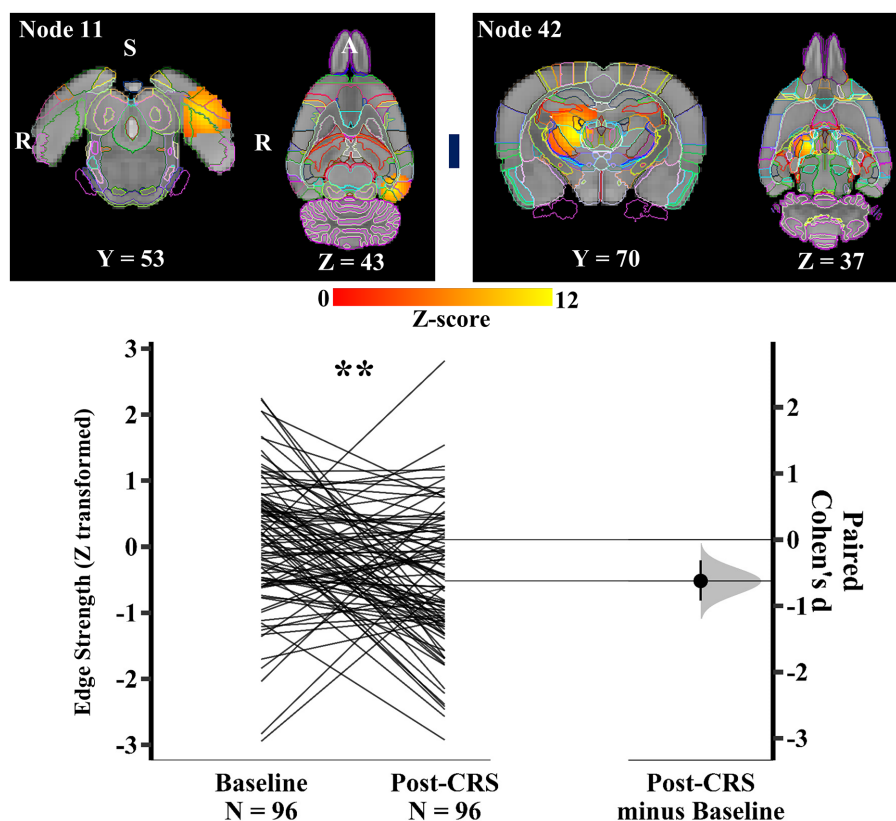 Node 11
S
A
R
R
Y = 53
Z = 43
Node 42
Y = 70
Z = 37
0
12
Z-score
3
2
1
0
-1
-2
-3
Edge Strength (Z transformed)
**
2
1
0
-1
-2
-3
Paired
Cohen's d
Baseline
N = 96
Post-CRS
N = 96
Post-CRS
minus Baseline